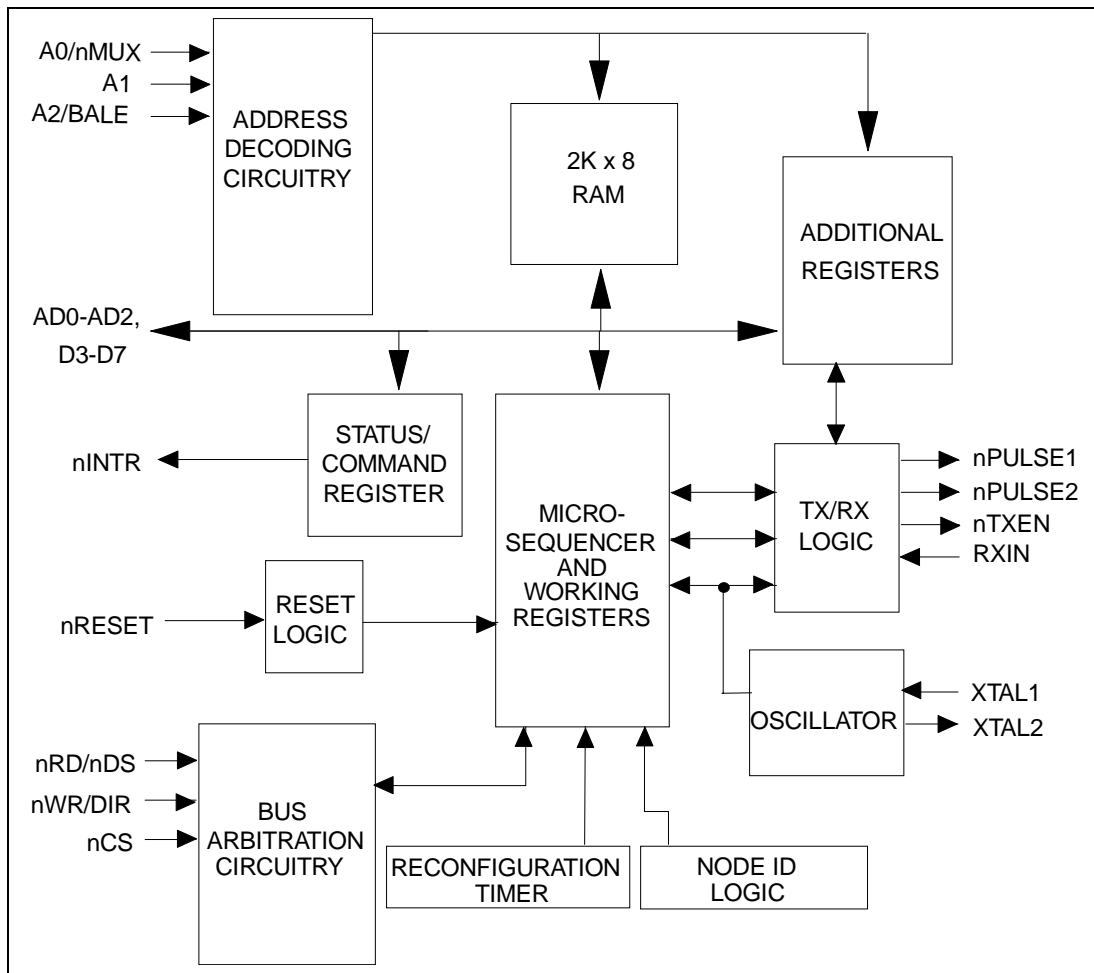 A0/nMUX
A1
A2/BALE
ADDRESS
DECODING
CIRCUITRY
2K x 8
RAM
ADDITIONAL
REGISTERS
AD0-AD2,
D3-D7
nINTR
STATUS/
COMMAND
REGISTER
MICRO-
SEQUENCER
AND
WORKING
REGISTERS
TX/RX
LOGIC
nPULSE1
nPULSE2
nTXEN
RXIN
nRESET
RESET
LOGIC
OSCILLATOR
XTAL1
XTAL2
nRD/nDS
nWR/DIR
nCS
BUS
ARBITRATION
CIRCUITRY
RECONFIGURATION
TIMER
NODE ID
LOGIC